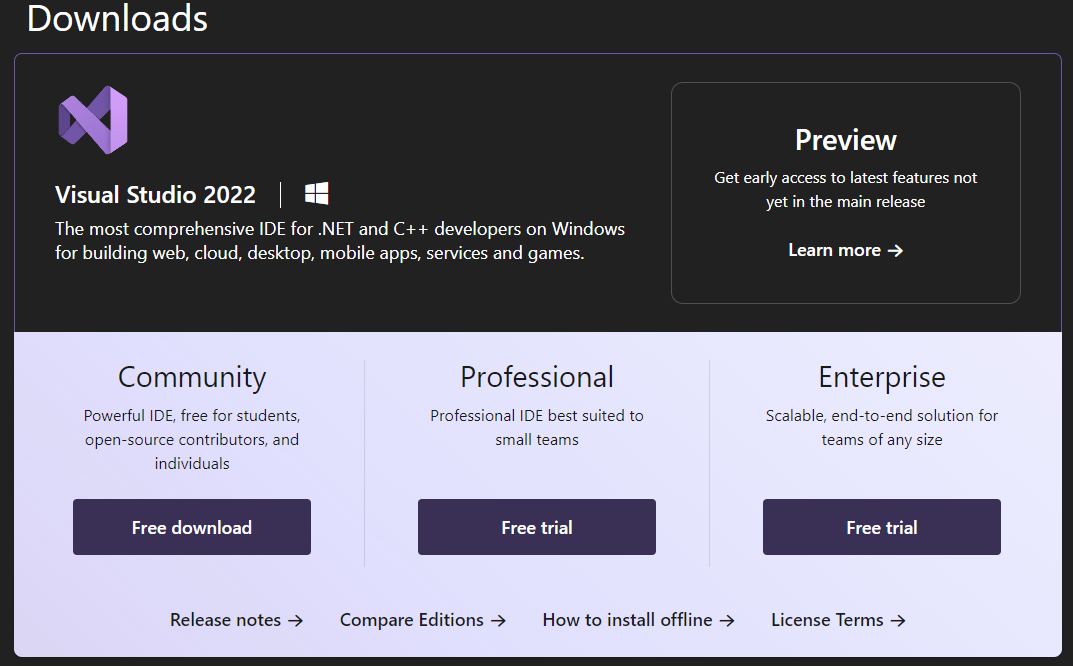 Downloads
Visual Studio 2022
The most comprehensive IDE for .NET and C++ developers on Windows
for building web, cloud, desktop, mobile apps, services and games.
Preview
Get early access to latest features not
yet in the main release
Learn more →
Community
Powerful IDE, free for students,
open-source contributors, and
individuals
Free download
Professional
Professional IDE best suited to
small teams
Free trial
Enterprise
Scalable, end-to-end solution for
teams of any size
Free trial
Release notes →
Compare Editions →
How to install offline →
License Terms →